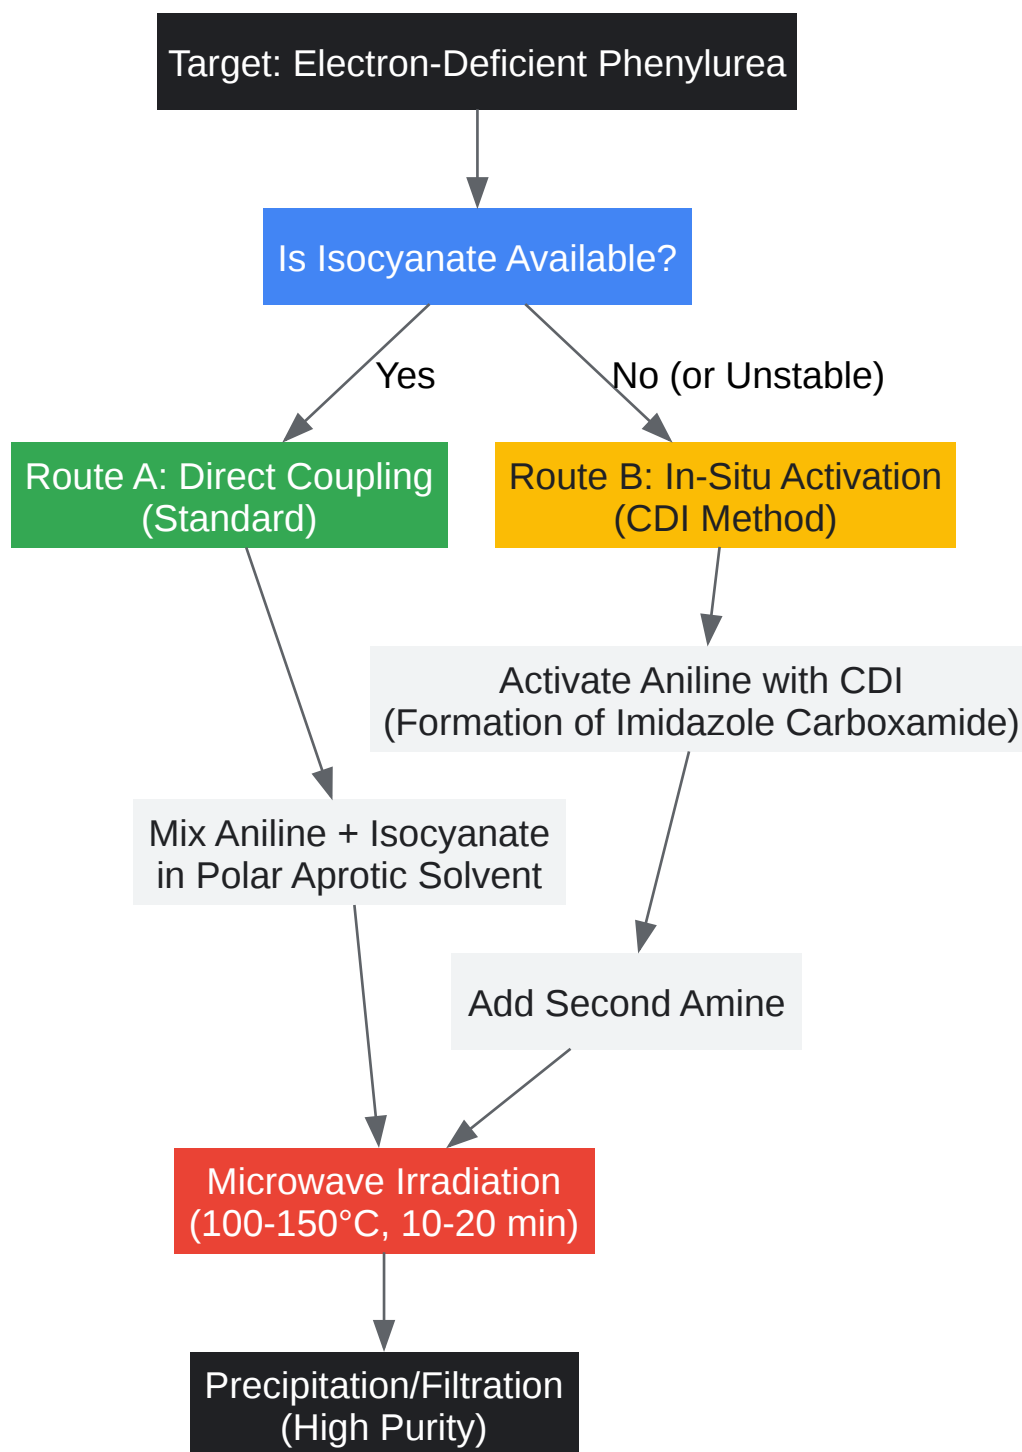 Target: Electron-Deficient Phenylurea
Is Isocyanate Available?
Yes
No (or Unstable)
Route A: Direct Coupling
(Standard)
Route B: In-Situ Activation
(CDI Method)
Activate Aniline with CDI
(Formation of Imidazole Carboxamide)
Mix Aniline + Isocyanate
in Polar Aprotic Solvent
Add Second Amine
Microwave Irradiation
(100-150°C, 10-20 min)
Precipitation/Filtration
(High Purity)